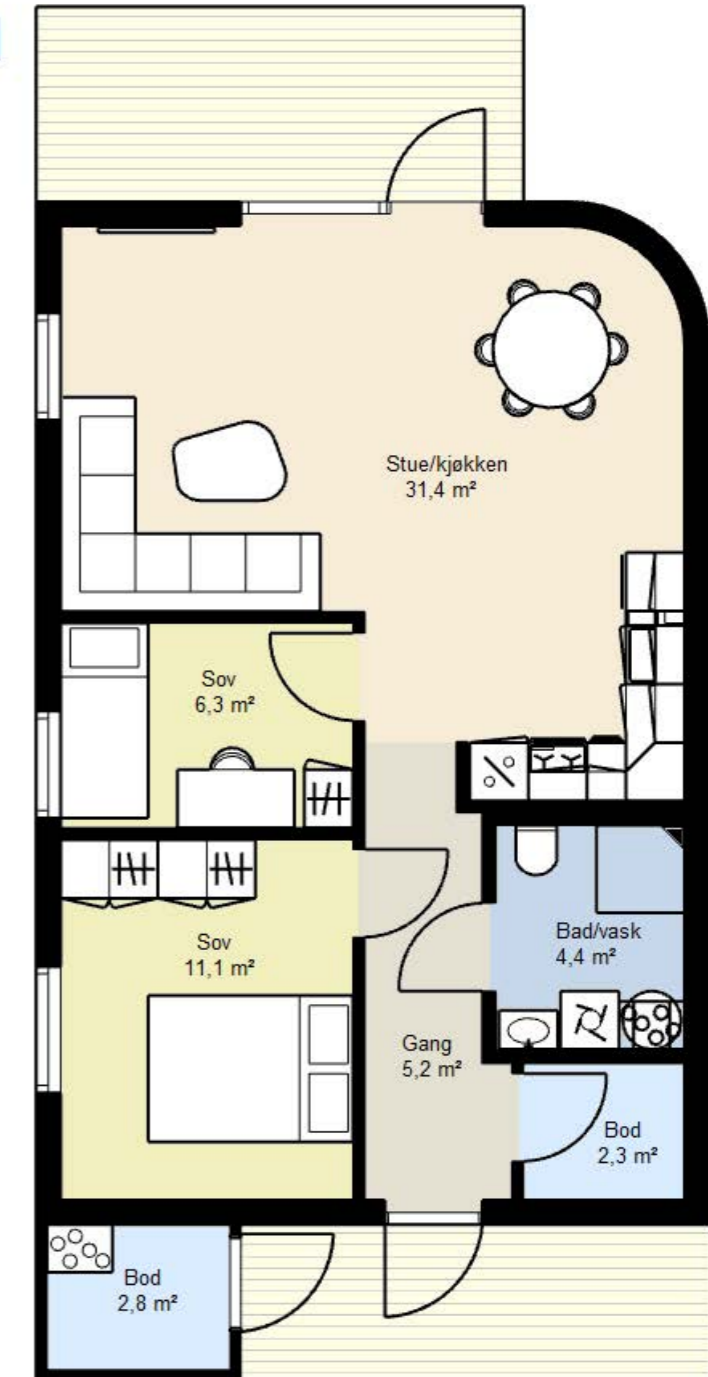 Stue/kjøkken
31,4 m²
Sov
6,3 m²
Sov
11,1 m²
Bad/vask
4,4 m²
Gang
5,2 m²
Bod
2,3 m²
Bod
2,8 m²